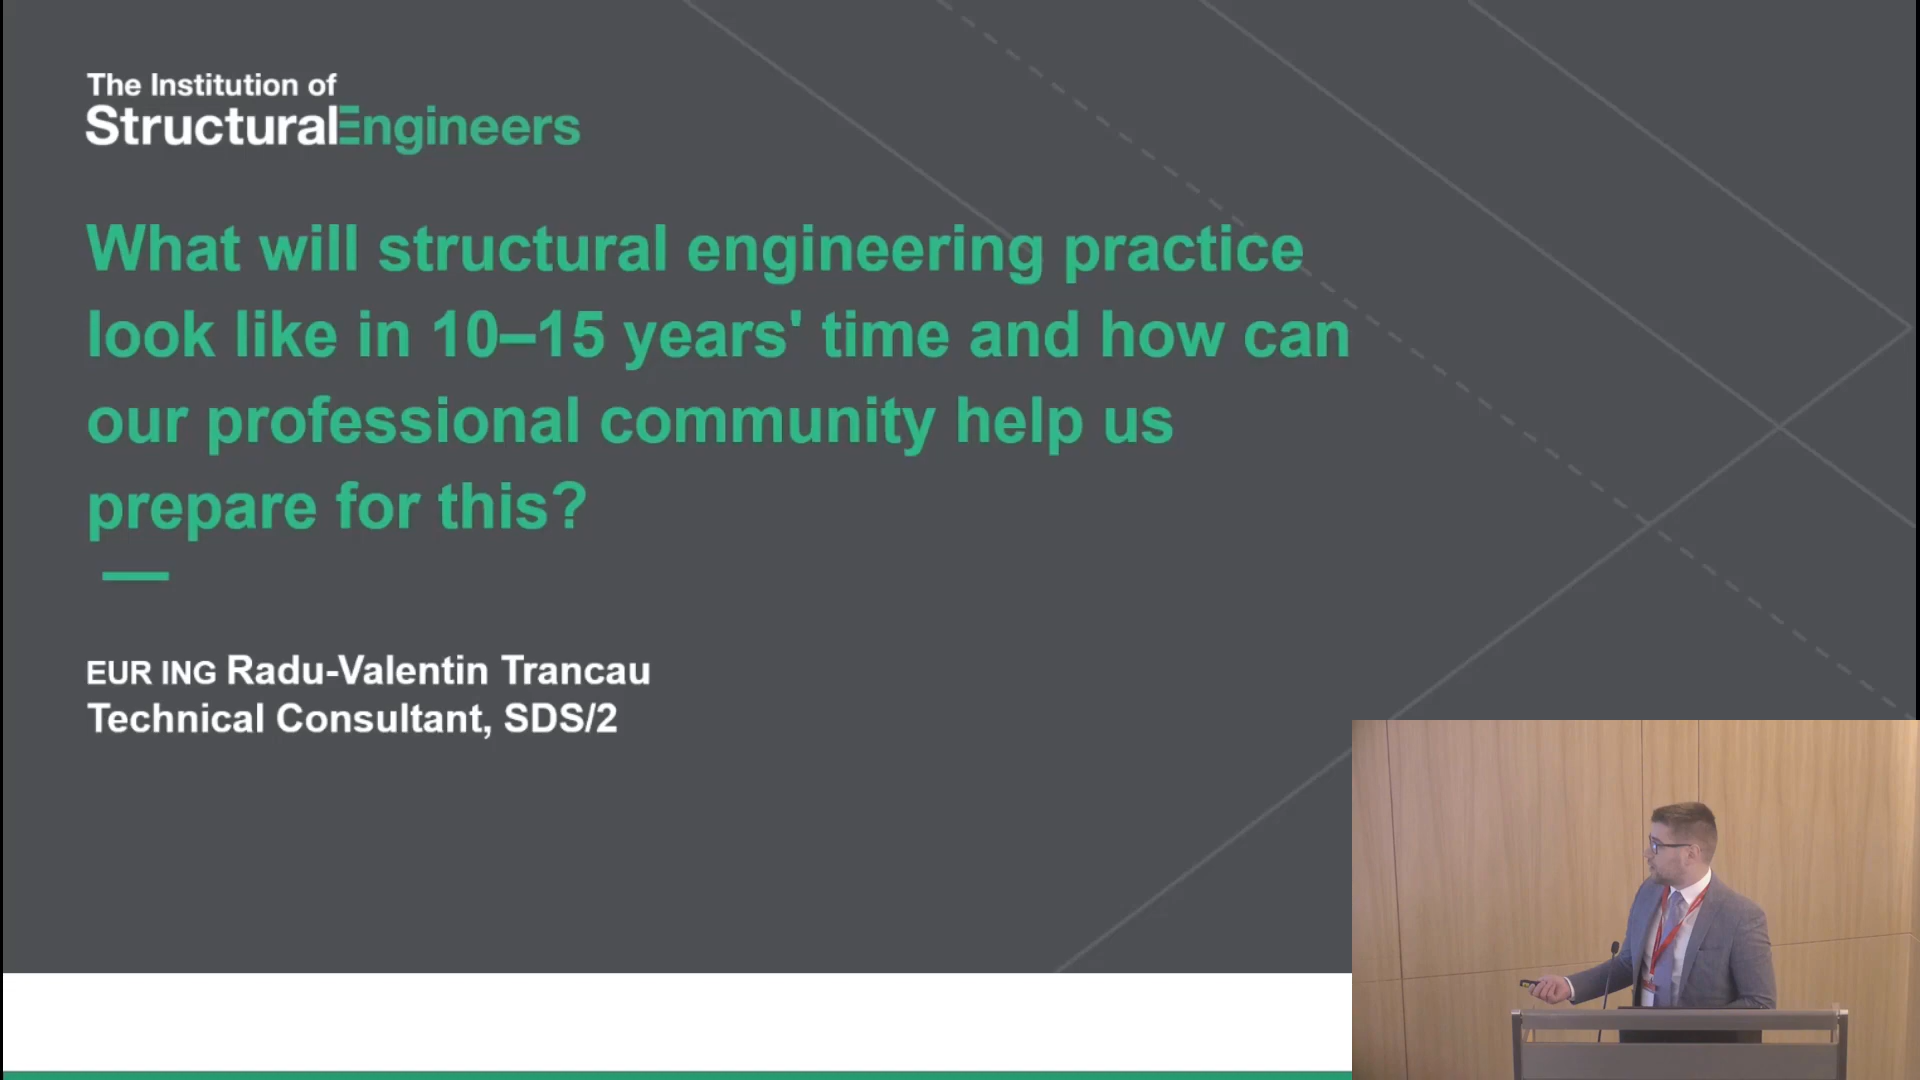 The Institution of
StructuralEngineers
What will structural engineering practice
look like in 10–15 years' time and how can
our professional community help us
prepare for this?
EUR ING Radu-Valentin Trancau
Technical Consultant, SDS/2